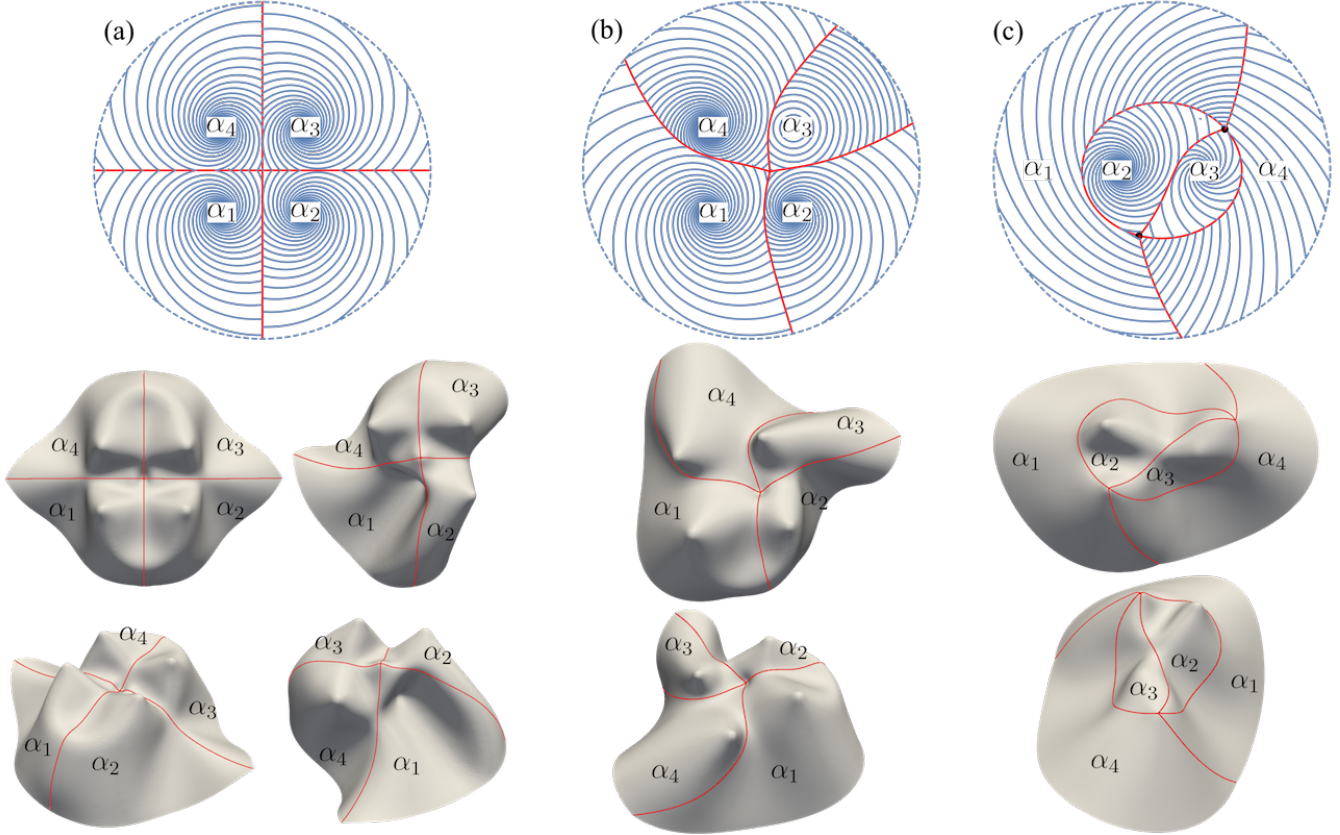 (a) (b) (c)
α4 α3 α4 α3
α1 α2 α3 α4
α1 α2 α1 α2
α3
α4 α3 α4 α3
α4
α1 α2 α4
α1 α2 α1 α2 α1 α3
α4
α3 α2 α3 α2 α2
α3 α1
α1 α3
α2 α4 α1 α4 α1 α4